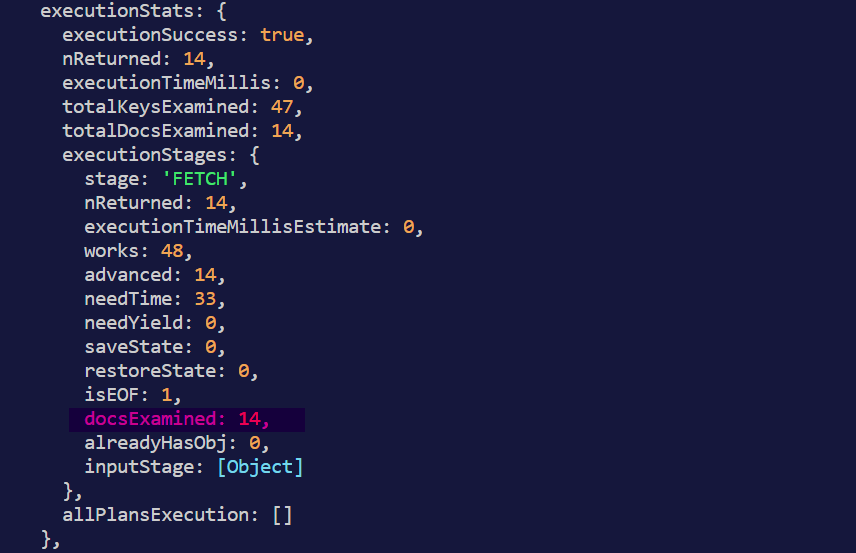 executionStats: {
executionSuccess: true,
nReturned: 14,
executionTimeMillis: 0,
totalKeysExamined: 47,
totalDocsExamined: 14,
executionStages: {
stage: 'FETCH',
nReturned: 14,
executionTimeMillisEstimate: 0,
works: 48,
advanced: 14,
needTime: 33,
needYield: 0,
saveState: 0,
restoreState: 0,
isEOF: 1,
docsExamined: 14,
alreadyHasObj: 0,
inputStage: [Object]
},
allPlansExecution: []
},